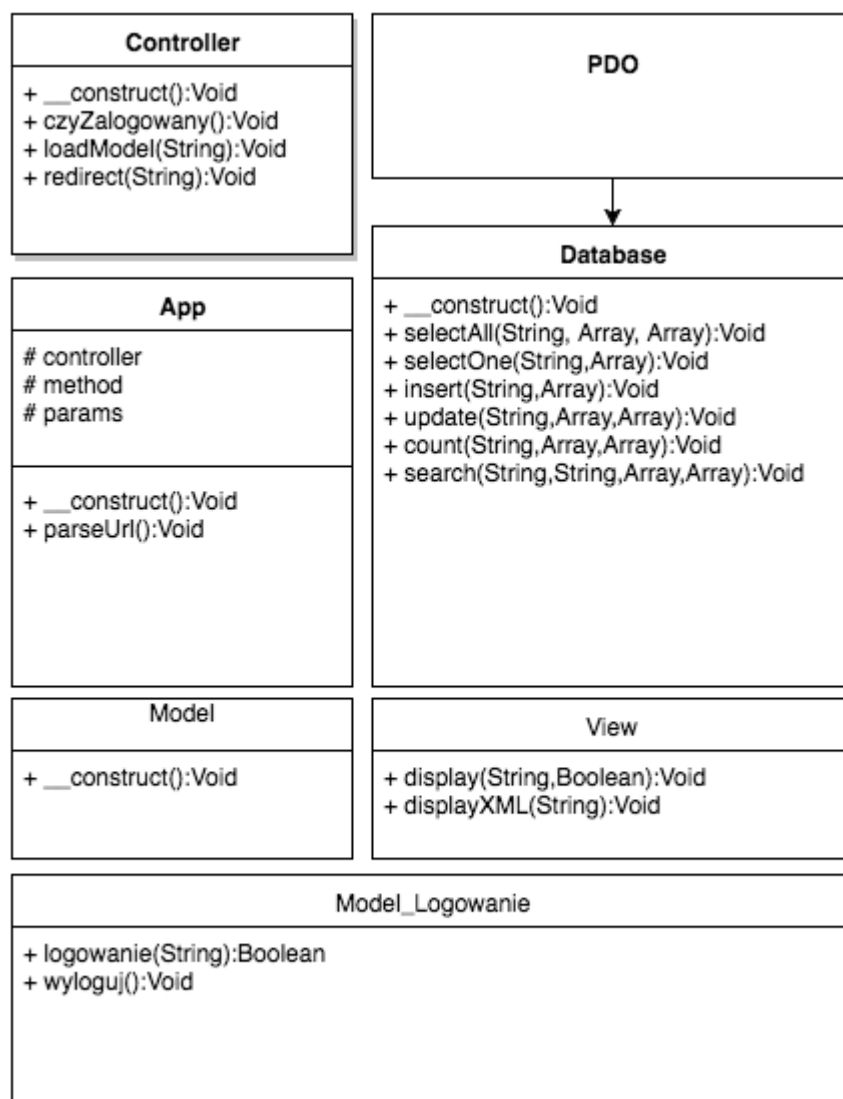 Controller
+ __construct():Void
+ czyZalogowany():Void
+ loadModel(String):Void
+ redirect(String):Void
PDO
App
# controller
# method
# params
+ __construct():Void
+ parseUrl():Void
Database
+ __construct():Void
+ selectAll(String, Array, Array):Void
+ selectOne(String,Array):Void
+ insert(String,Array):Void
+ update(String,Array,Array):Void
+ count(String,Array,Array):Void
+ search(String,String,Array,Array):Void
Model
+ __construct():Void
View
+ display(String,Boolean):Void
+ displayXML(String):Void
Model_Logowanie
+ logowanie(String):Boolean
+ wyloguj():Void